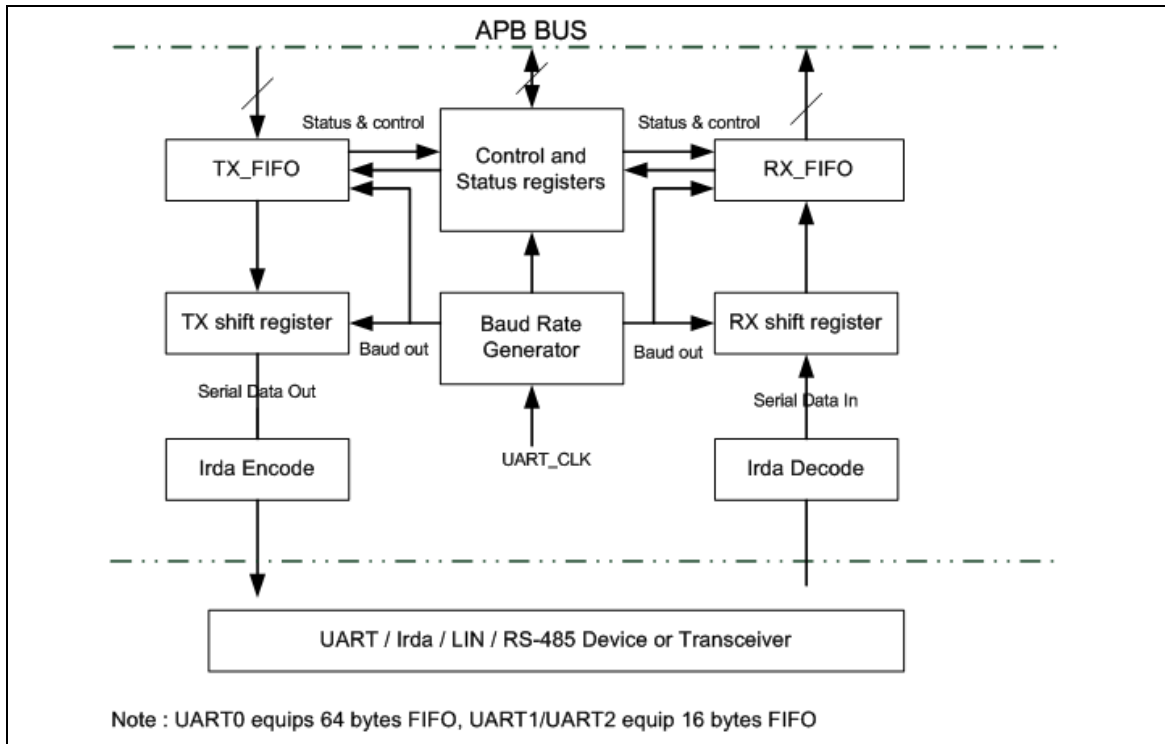 APB BUS
Status & control
Status & control
TX_FIFO
Control and
Status registers
RX_FIFO
TX shift register
Baud Rate
Generator
RX shift register
Baud out
Baud out
Serial Data Out
Serial Data In
Irda Encode
UART_CLK
Irda Decode
UART / Irda / LIN / RS-485 Device or Transceiver
Note : UART0 equips 64 bytes FIFO, UART1/UART2 equip 16 bytes FIFO